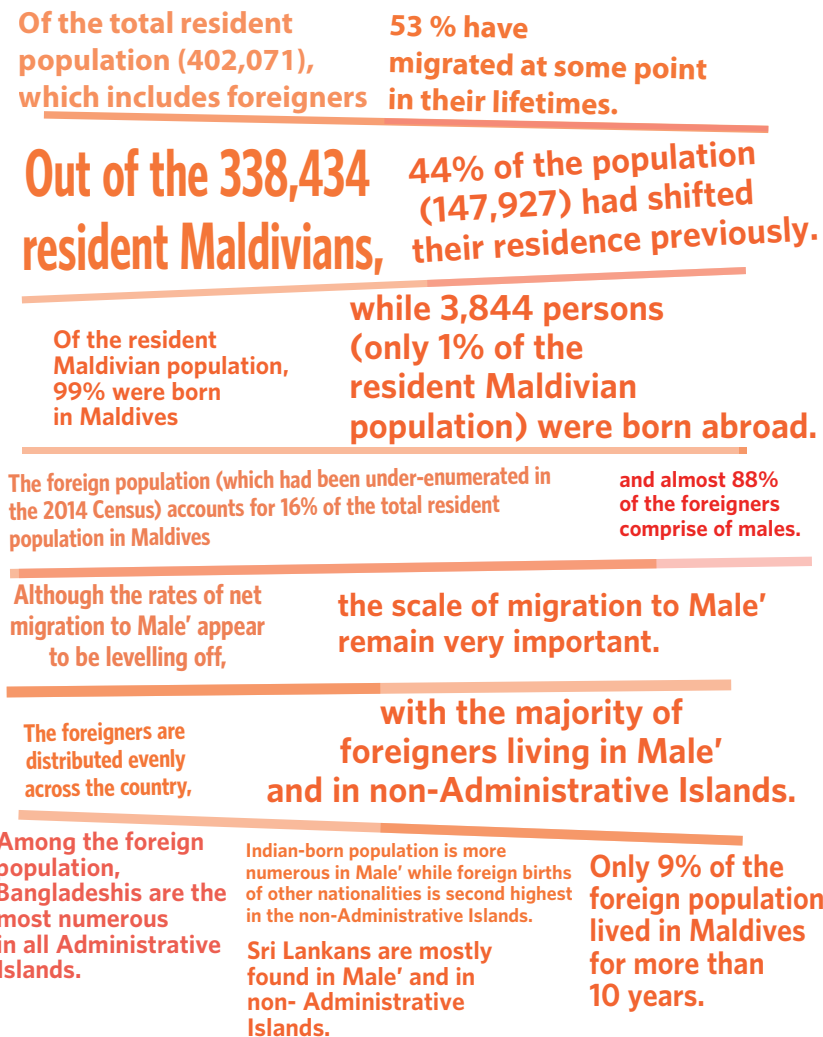 Of the total resident
population (402,071),
which includes foreigners
53 % have
migrated at some point
in their lifetimes.
Out of the 338,434
resident Maldivians,
44% of the population
(147,927) had shifted
their residence previously.
Of the resident
Maldivian population,
99% were born
in Maldives
while 3,844 persons
(only 1% of the
resident Maldivian
population) were born abroad.
The foreign population (which had been under-enumerated in
the 2014 Census) accounts for 16% of the total resident
population in Maldives
and almost 88%
of the foreigners
comprise of males.
Although the rates of net
migration to Male’ appear
to be levelling off,
the scale of migration to Male’
remain very important.
The foreigners are
distributed evenly
across the country,
with the majority of
foreigners living in Male’
and in non-Administrative Islands.
Among the foreign
population,
Bangladeshis are the
most numerous
in all Administrative
Islands.
Indian-born population is more
numerous in Male’ while foreign births
of other nationalities is second highest
in the non-Administrative Islands.
Sri Lankans are mostly
found in Male’ and in
non- Administrative
Islands.
Only 9% of the
foreign population
lived in Maldives
for more than
10 years.